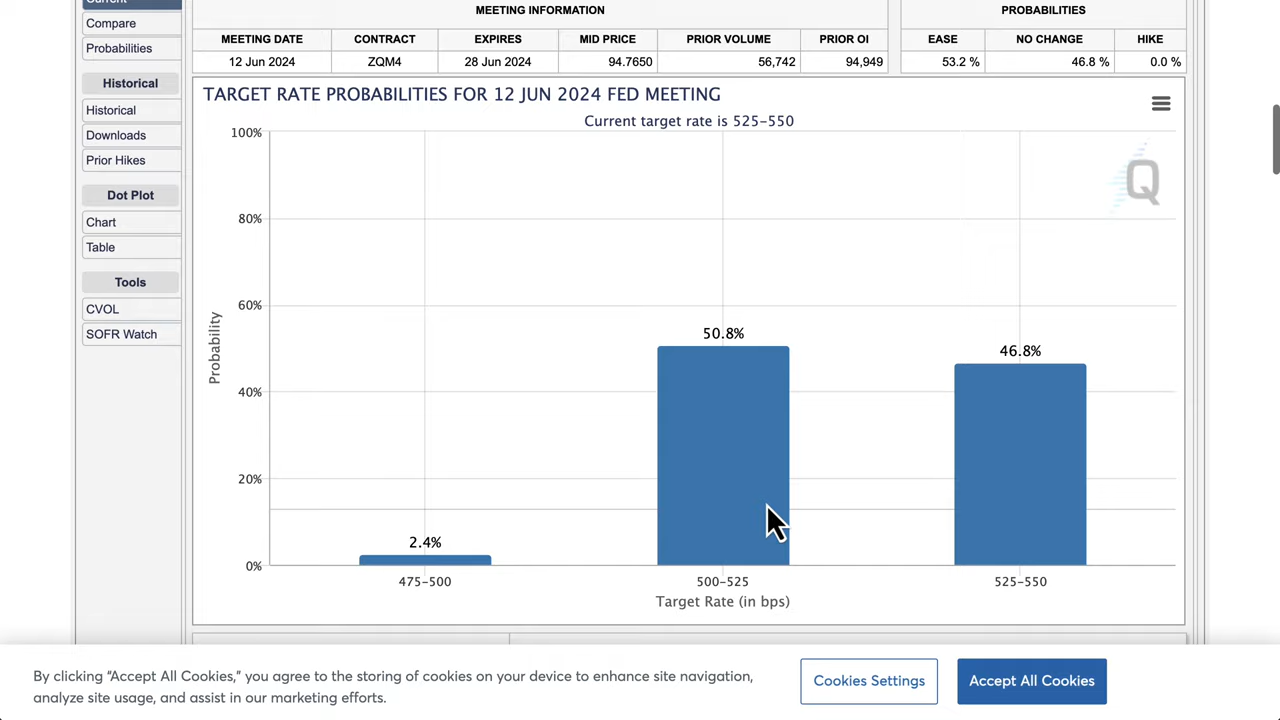 Current
Compare
Probabilities
Historical
Historical
Downloads
Prior Hikes
Dot Plot
Chart
Table
Tools
CVOL
SOFR Watch
MEETING INFORMATION
MEETING DATE CONTRACT EXPIRES MID PRICE PRIOR VOLUME PRIOR OI
12 Jun 2024 ZQM4 28 Jun 2024 94.7650 56,742 94,949
PROBABILITIES
EASE NO CHANGE HIKE
53.2 % 46.8 % 0.0 %
TARGET RATE PROBABILITIES FOR 12 JUN 2024 FED MEETING
Current target rate is 525–550
Q
Probability
100%
80%
60%
40%
20%
0%
2.4%
50.8%
46.8%
475–500 500–525 525–550
Target Rate (in bps)
By clicking “Accept All Cookies,” you agree to the storing of cookies on your device to enhance site navigation,
analyze site usage, and assist in our marketing efforts.
Cookies Settings
Accept All Cookies